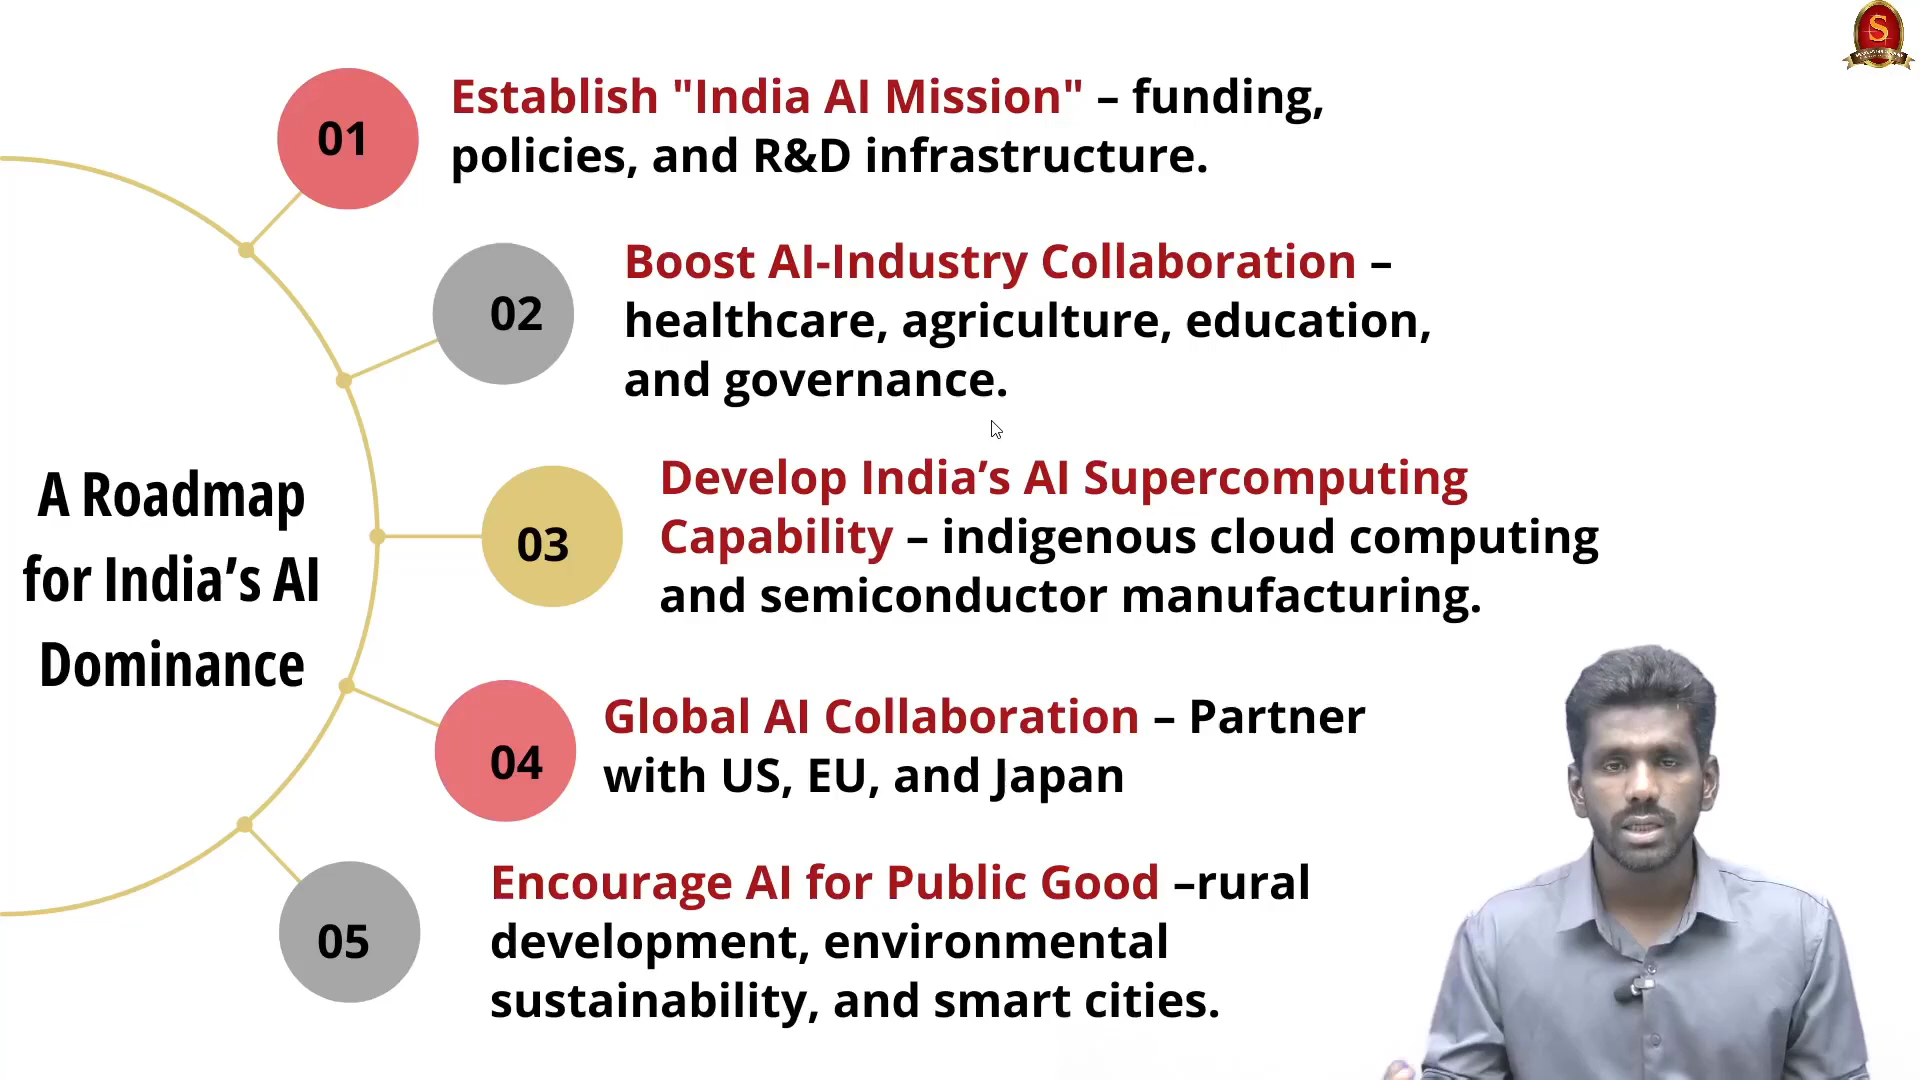 01
Establish "India AI Mission" – funding,
policies, and R&D infrastructure.
02
Boost AI-Industry Collaboration –
healthcare, agriculture, education,
and governance.
A Roadmap
for India’s AI
Dominance
03
Develop India’s AI Supercomputing
Capability – indigenous cloud computing
and semiconductor manufacturing.
04
Global AI Collaboration – Partner
with US, EU, and Japan
05
Encourage AI for Public Good –rural
development, environmental
sustainability, and smart cities.
S